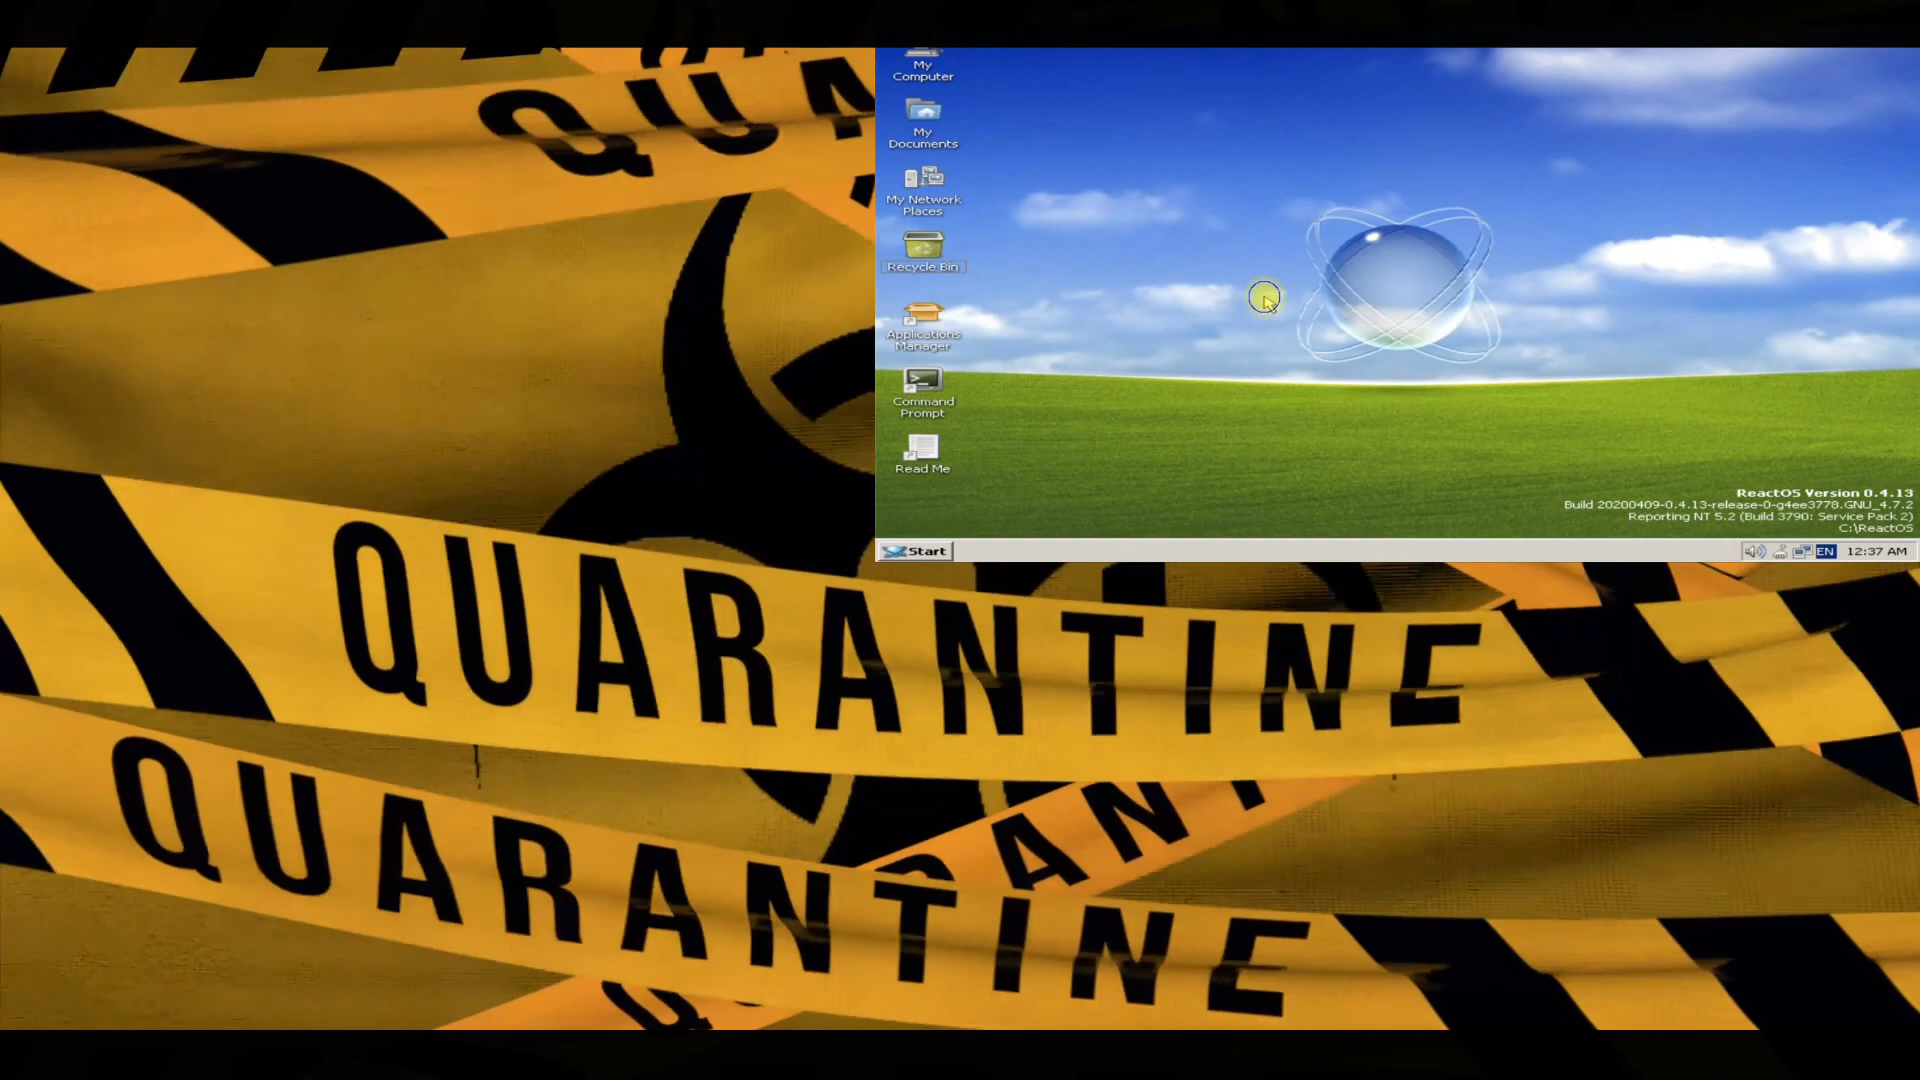 QUA
My
Computer
My
Documents
My Network
Places
Recycle Bin
Applications
Manager
Command
Prompt
Read Me
ReactOS Version 0.4.13
Build 20200409-0.4.13-release-0-g4ee3778.GNU_4.7.2
Reporting NT 5.2 (Build 3790: Service Pack 2)
C:\ReactOS
Start
EN
12:37 AM
QUARANTINE
QUARANTINE
ANT